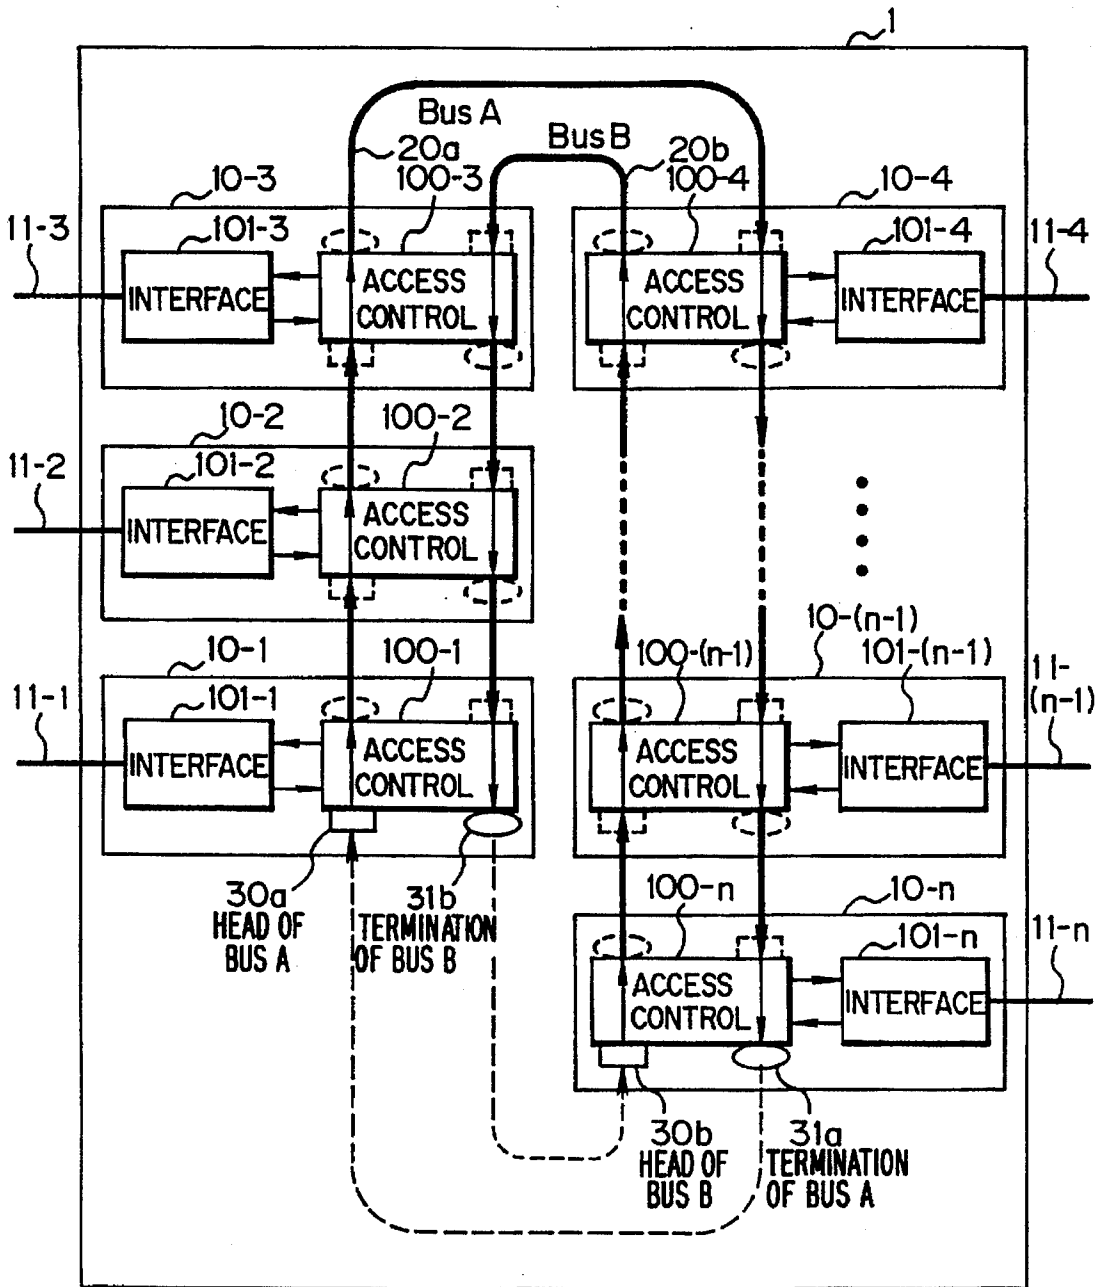 1
Bus A
Bus B
20a
20b
10-3
100-3
100-4
10-4
11-3
101-3
101-4
11-4
INTERFACE
ACCESS
CONTROL
ACCESS
CONTROL
INTERFACE
10-2
100-2
11-2
101-2
INTERFACE
ACCESS
CONTROL
10-1
100-1
100-(n-1)
10-(n-1)
101-(n-1)
11-
(n-1)
11-1
101-1
INTERFACE
ACCESS
CONTROL
ACCESS
CONTROL
INTERFACE
30a
HEAD OF
BUS A
31b
TERMINATION
OF BUS B
100-n
10-n
101-n
11-n
ACCESS
CONTROL
INTERFACE
30b
HEAD OF
BUS B
31a
TERMINATION
OF BUS A